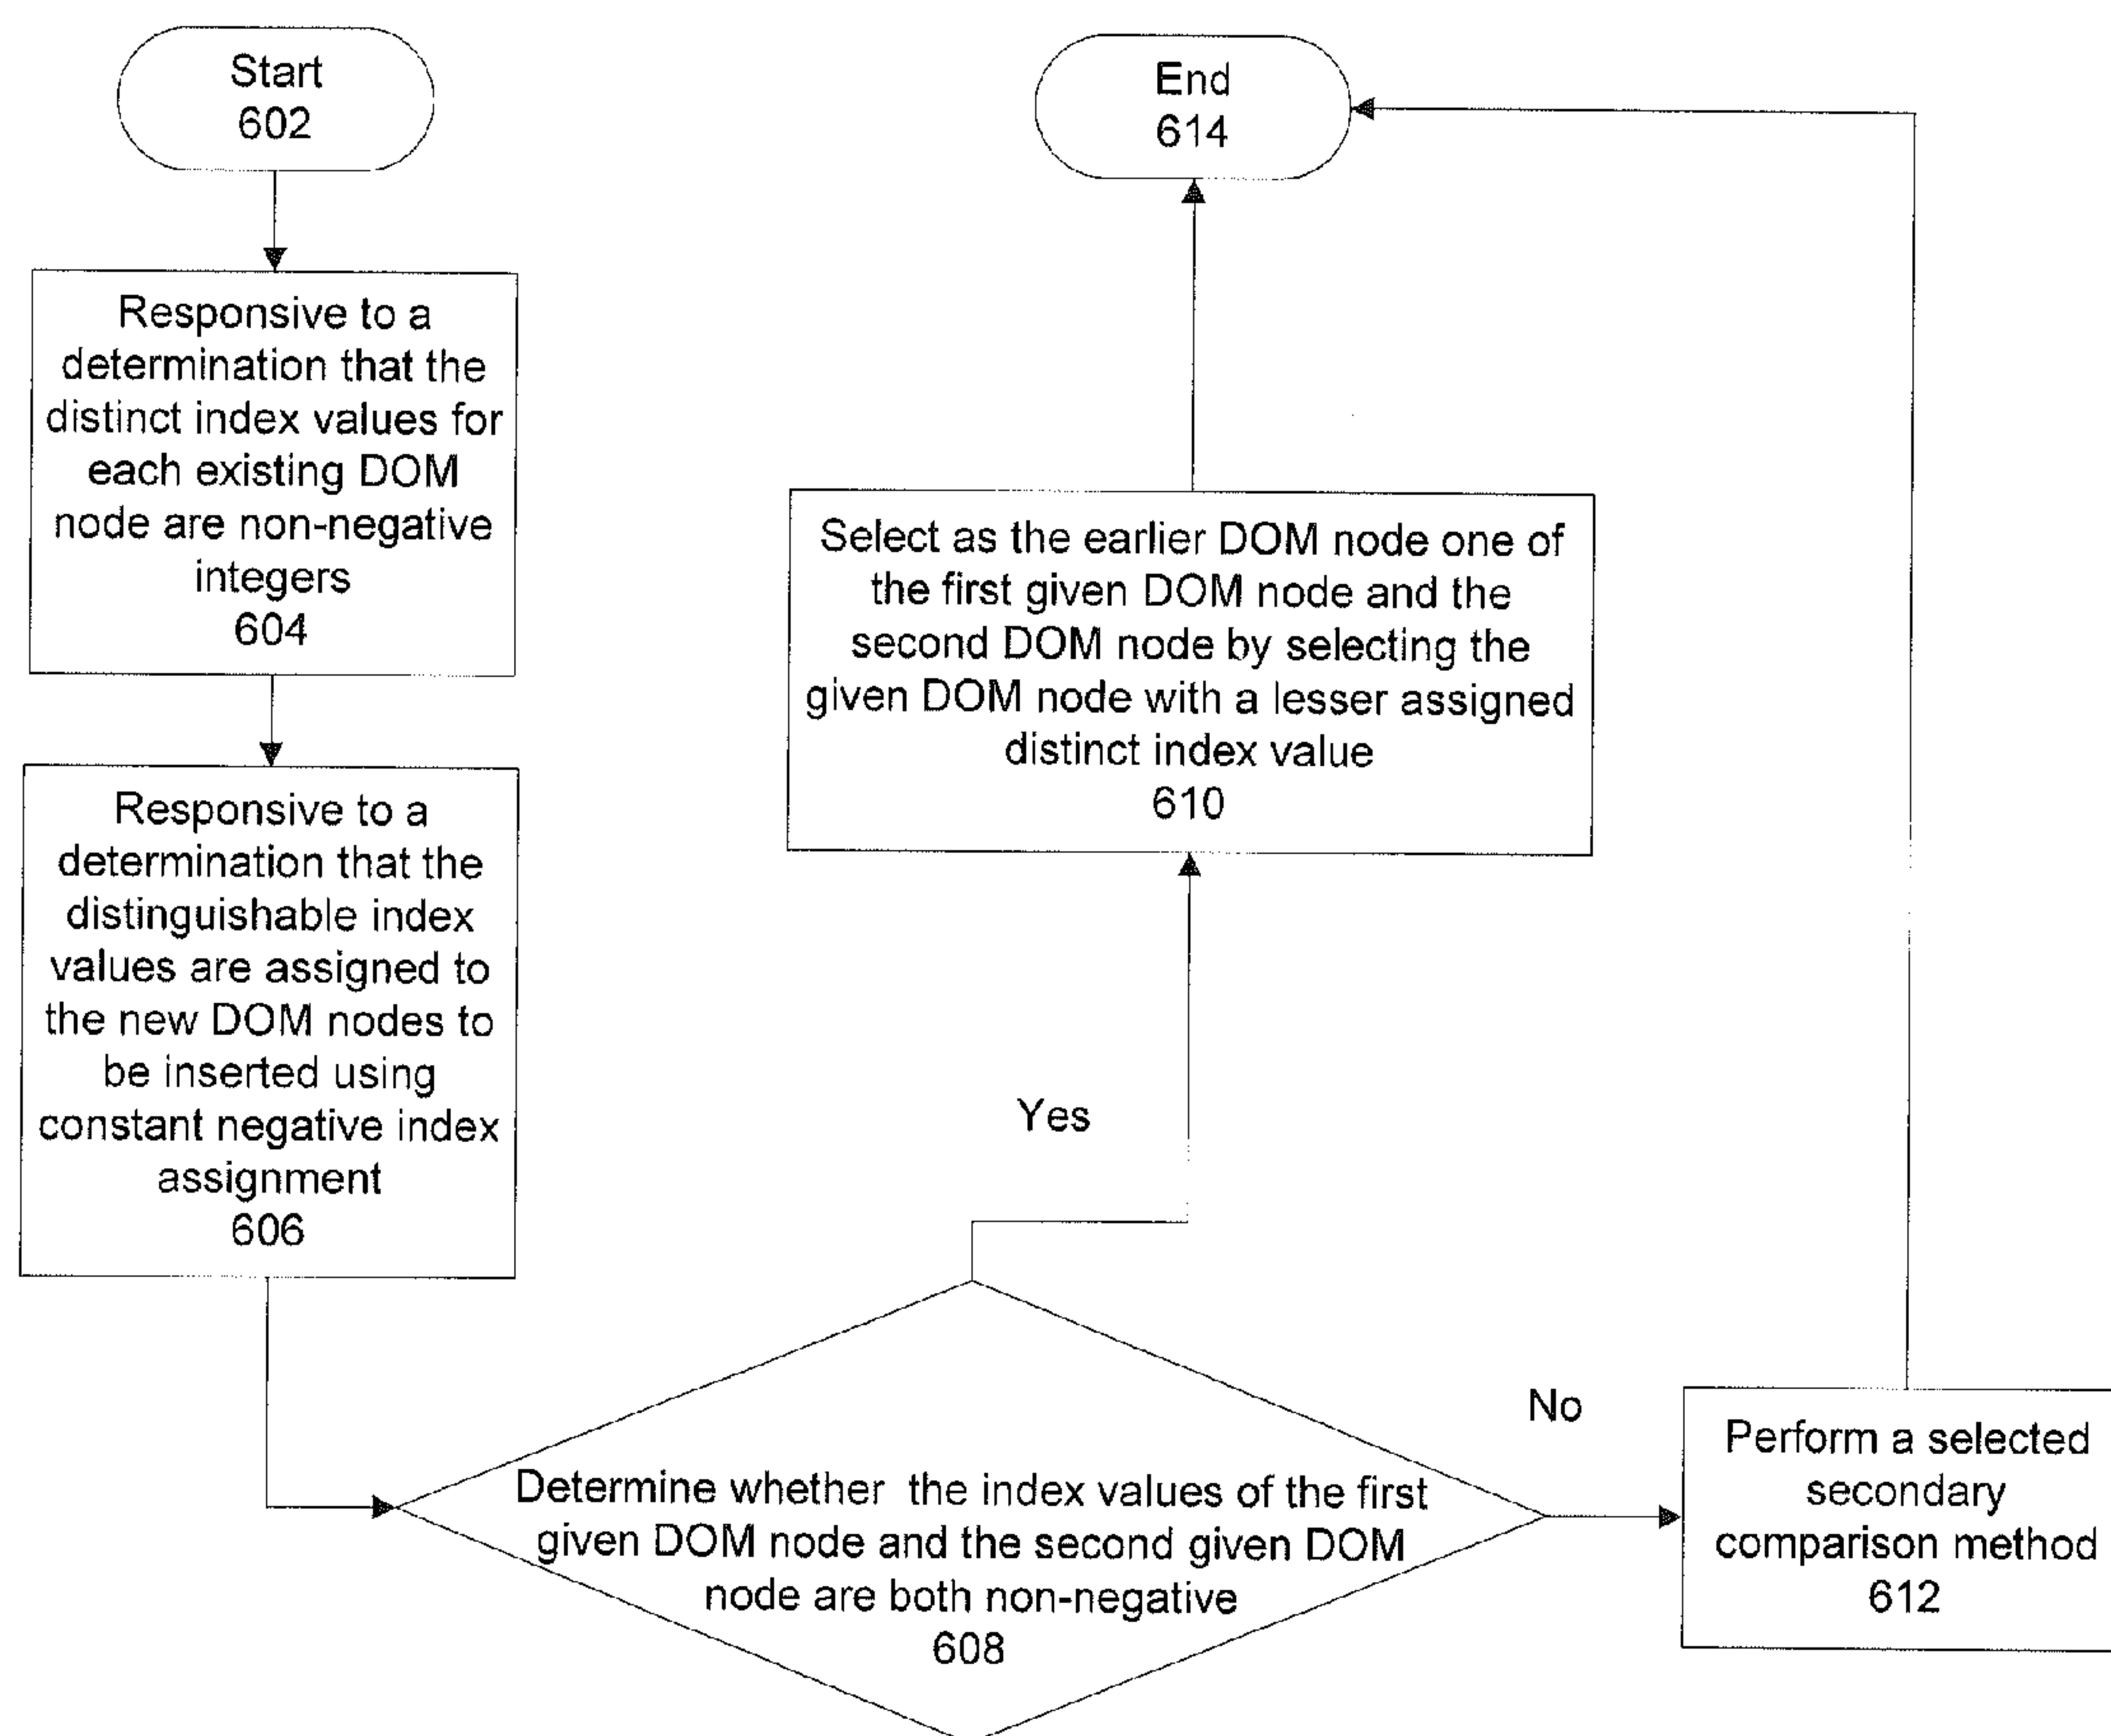 Start
602
Responsive to a
determination that the
distinct index values for
each existing DOM
node are non-negative
integers
604
Responsive to a
determination that the
distinguishable index
values are assigned to
the new DOM nodes to
be inserted using
constant negative index
assignment
606
Determine whether the index values of the first
given DOM node and the second given DOM
node are both non-negative
608
Yes
Select as the earlier DOM node one of
the first given DOM node and the
second DOM node by selecting the
given DOM node with a lesser assigned
distinct index value
610
No
Perform a selected
secondary
comparison method
612
End
614